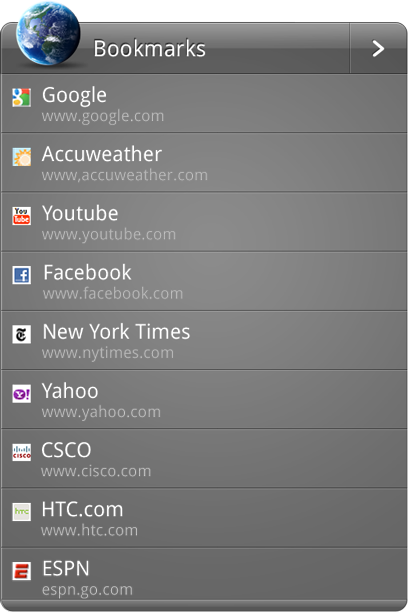 Bookmarks
Google
www.google.com
Accuweather
www,accuweather.com
You Tube
Youtube
www.youtube.com
f
Facebook
www.facebook.com
T
New York Times
www.nytimes.com
Y!
Yahoo
www.yahoo.com
CISCO
CSCO
www.cisco.com
hTC
HTC.com
www.htc.com
E
ESPN
espn.go.com